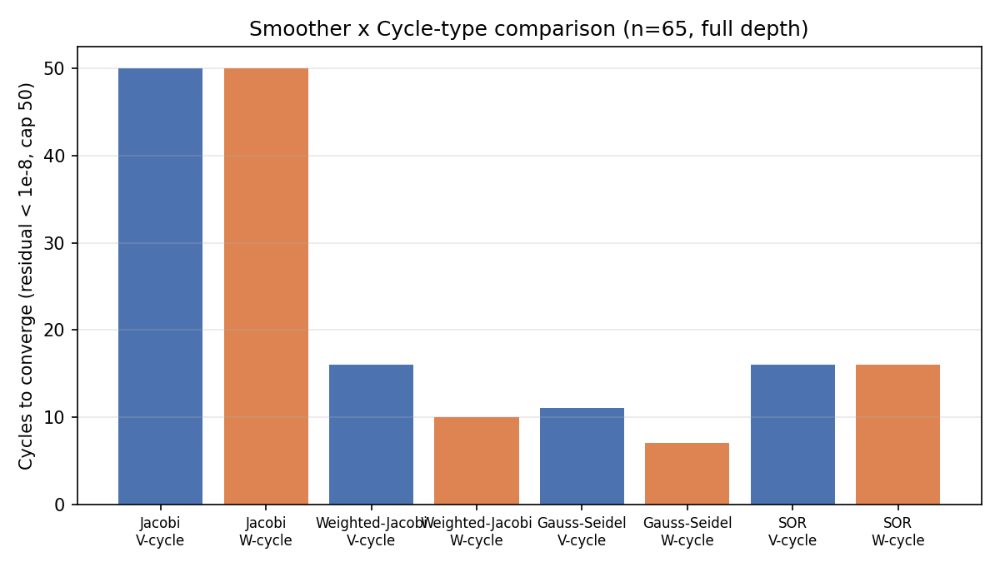 Smoother x Cycle-type comparison (n=65, full depth)
Cycles to converge (residual < 1e-8, cap 50)
50
40
30
20
10
0
Jacobi
V-cycle
Jacobi
W-cycle
Weighted-Jacobi
V-cycle
Weighted-Jacobi
W-cycle
Gauss-Seidel
V-cycle
Gauss-Seidel
W-cycle
SOR
V-cycle
SOR
W-cycle